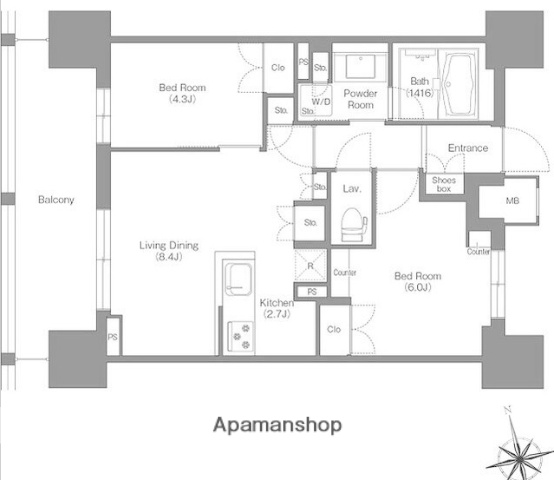 Bed Room
(4.3J)
Clo
PS
Sto.
W/D
Sto.
Sto.
Powder
Room
Bath
(1416)
Entrance
Shoes
box
MB
Balcony
Sto.
Lav.
Sto.
Living Dining
(8.4J)
R
Counter
PS
Kitchen
(2.7J)
Bed Room
(6.0J)
Counter
PS
Clo
Apamanshop
N